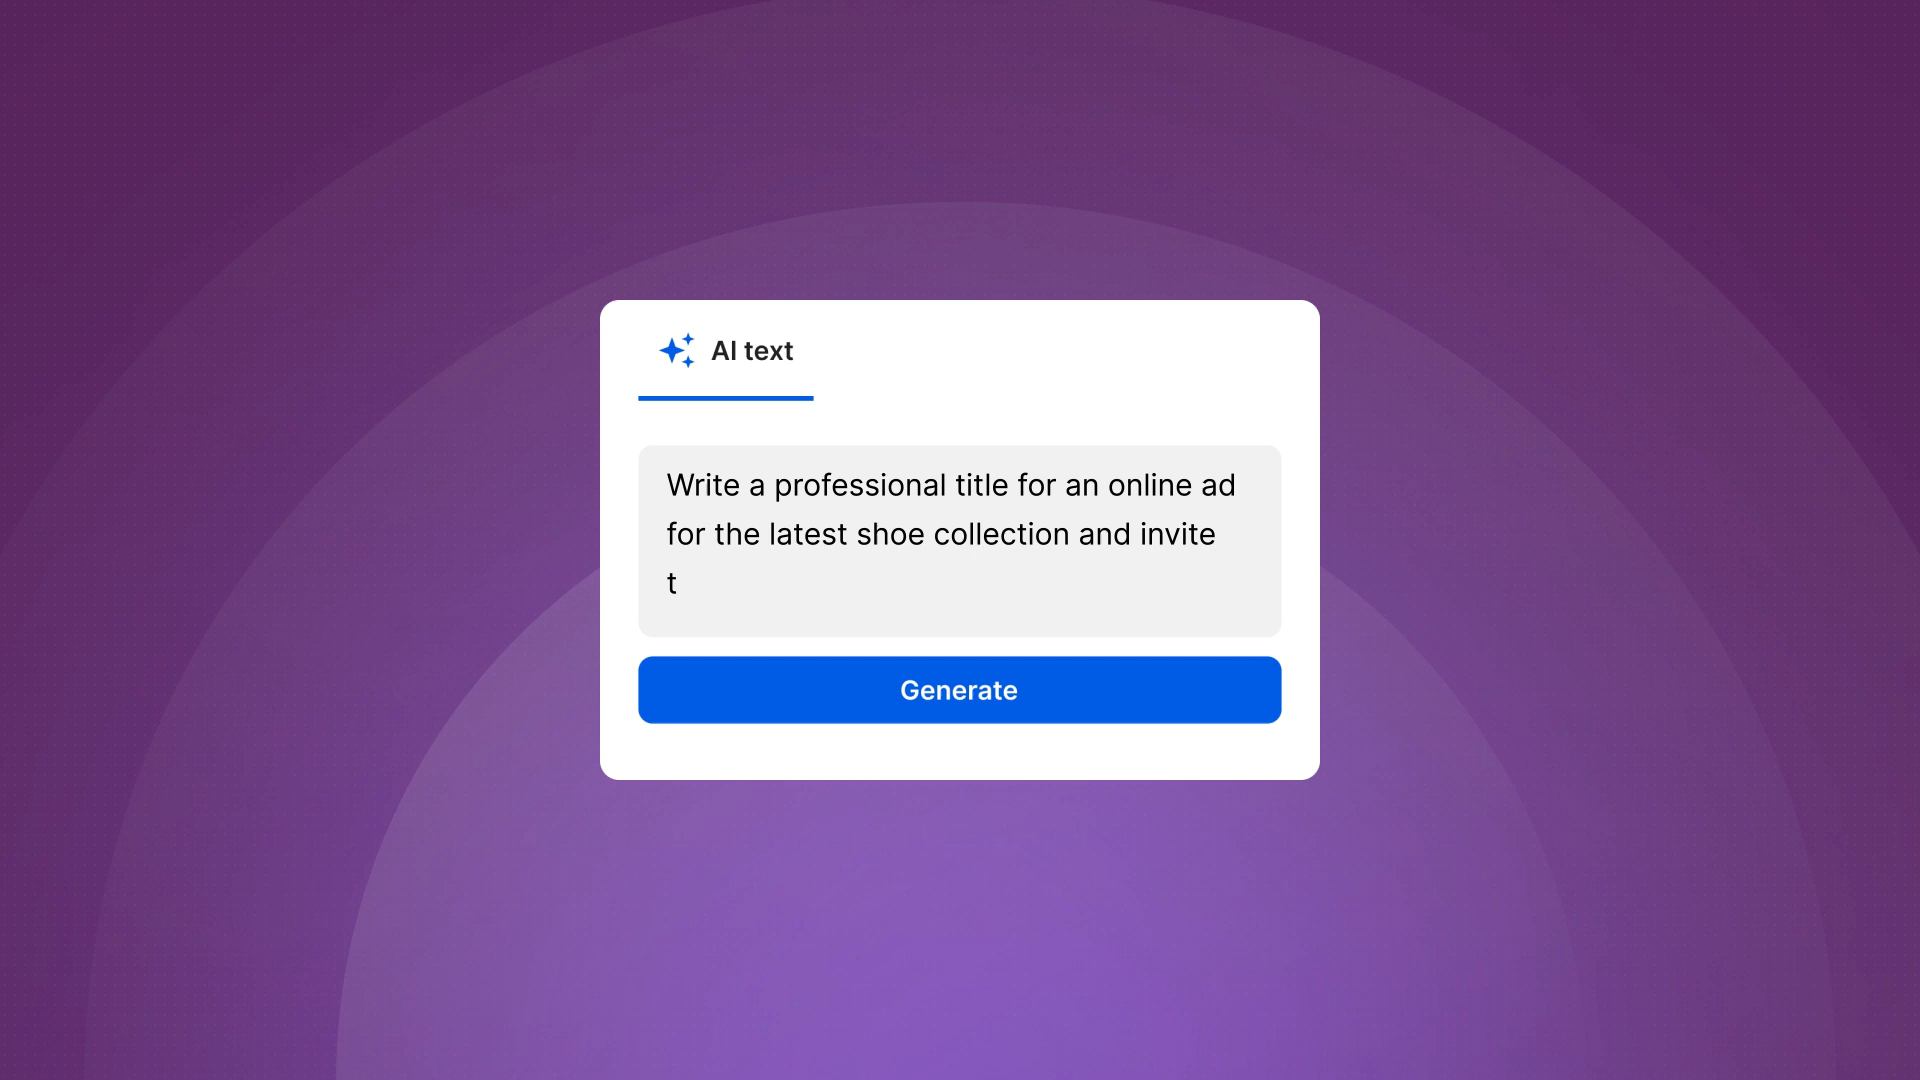 AI text
Write a professional title for an online ad
for the latest shoe collection and invite
t
Generate